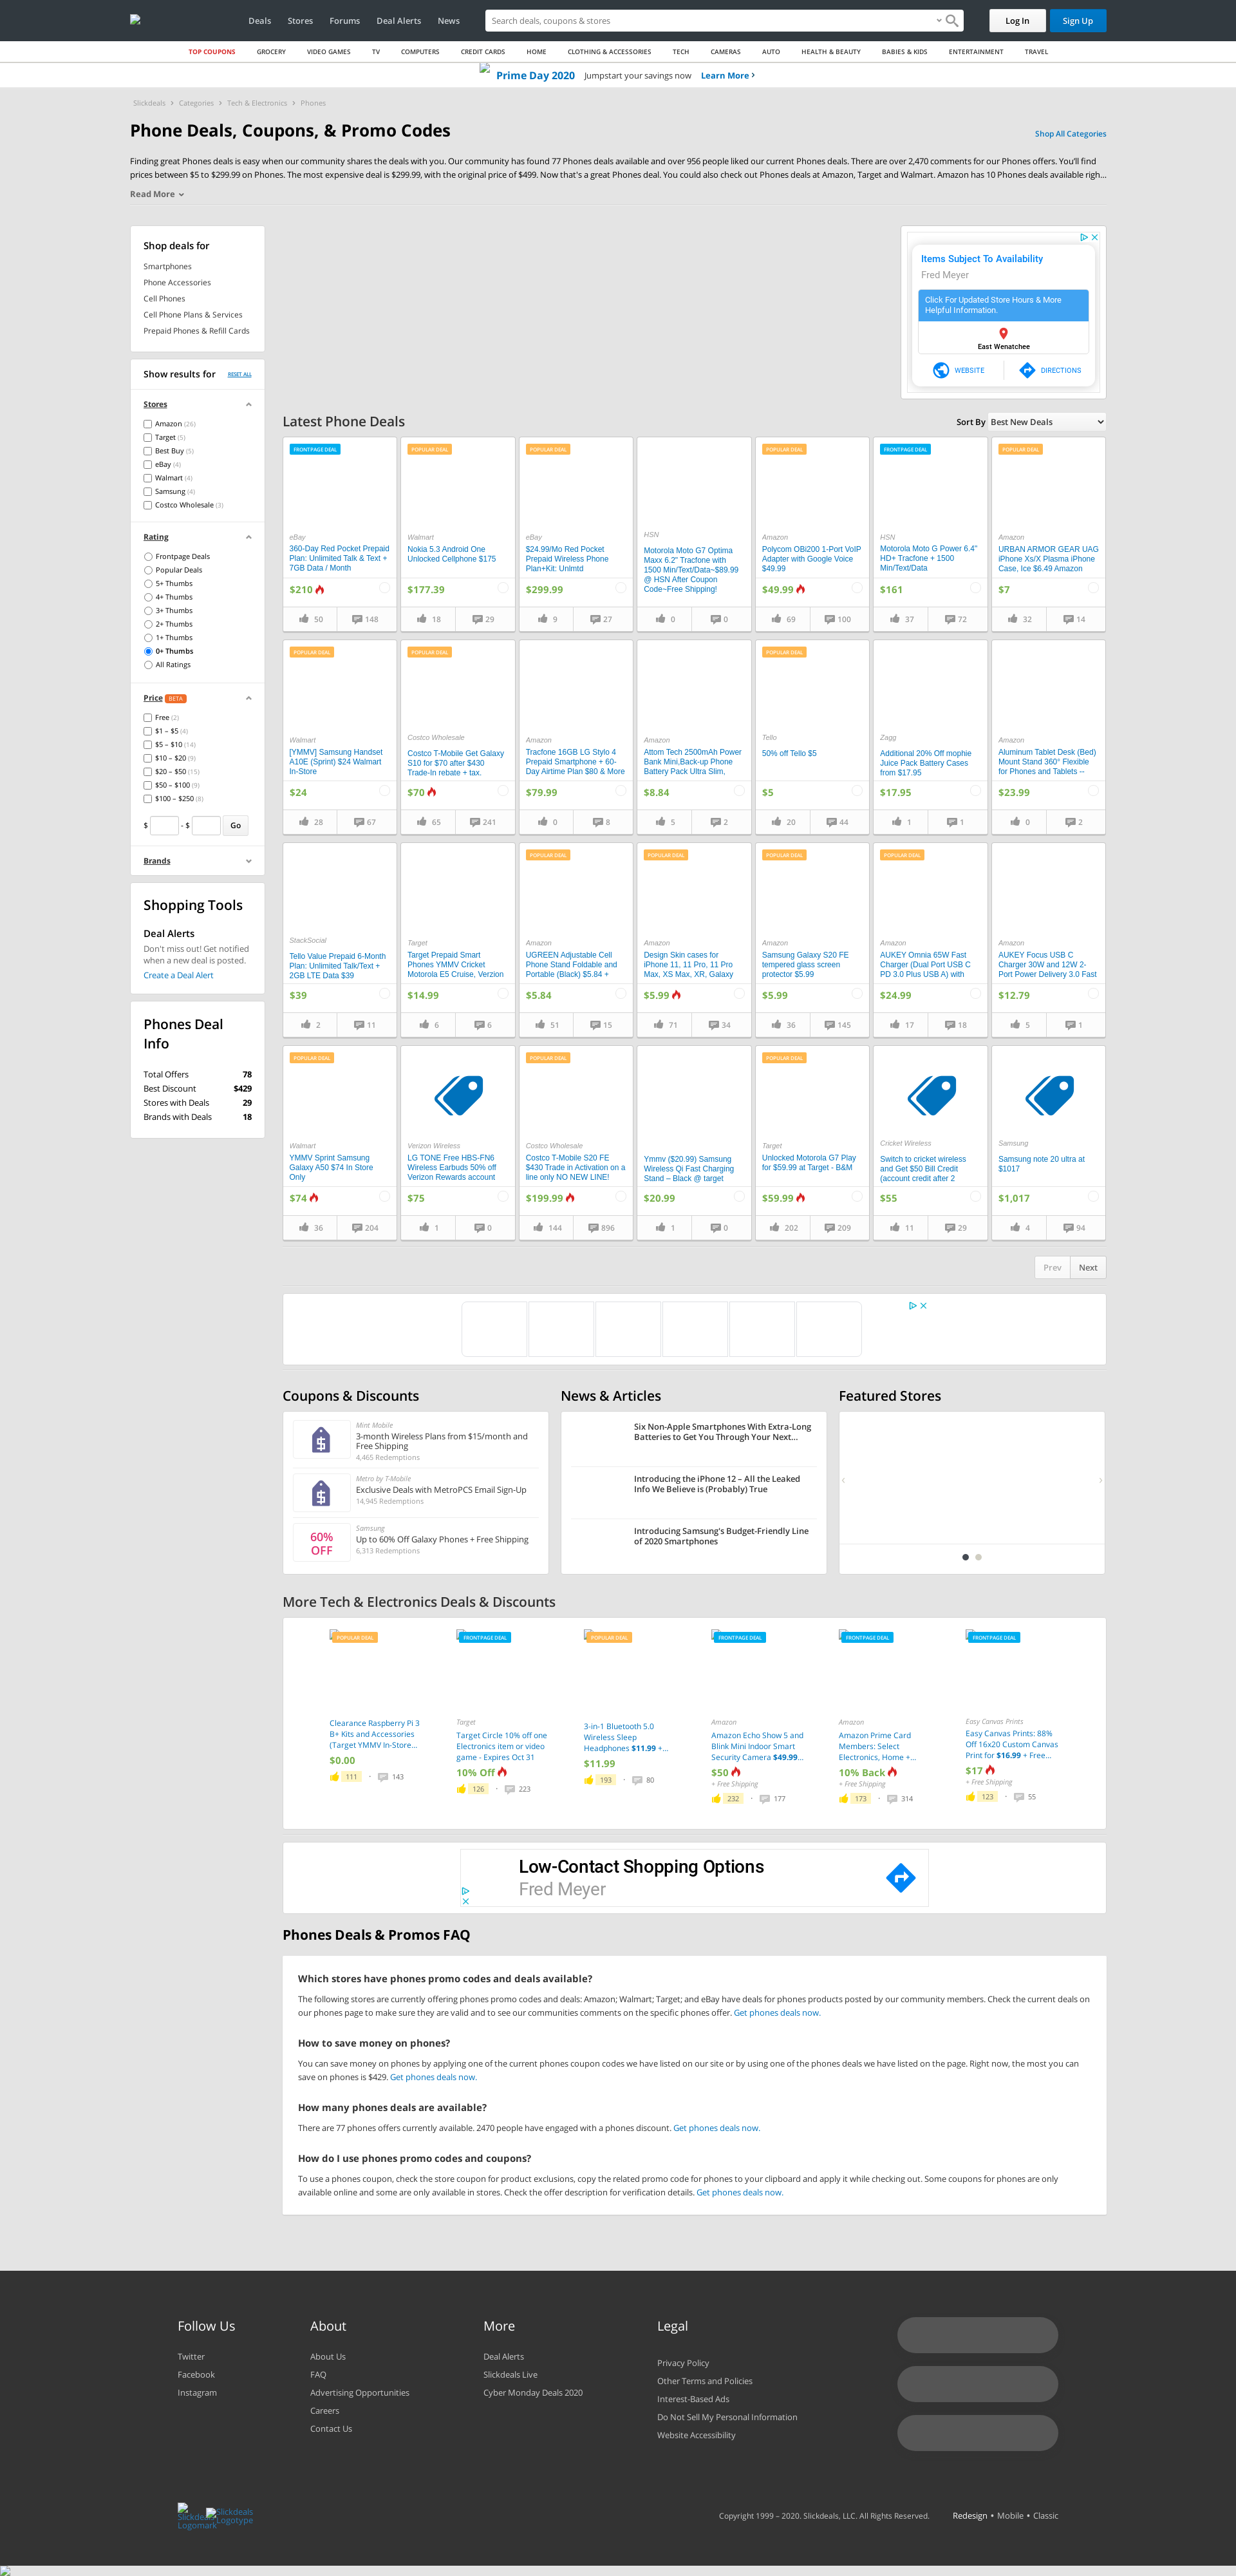 Deals Stores Forums Deal Alerts News
Search deals, coupons & stores
Log In
Sign Up
TOP COUPONS GROCERY VIDEO GAMES TV COMPUTERS CREDIT CARDS HOME CLOTHING & ACCESSORIES TECH CAMERAS AUTO HEALTH & BEAUTY BABIES & KIDS ENTERTAINMENT TRAVEL
Prime Day 2020 Jumpstart your savings now Learn More
Slickdeals > Categories > Tech & Electronics > Phones
Phone Deals, Coupons, & Promo Codes
Shop All Categories
Finding great Phones deals is easy when our community shares the deals with you. Our community has found 77 Phones deals available and over 956 people liked our current Phones deals. There are over 2,470 comments for our Phones offers. You'll find
prices between $5 to $299.99 on Phones. The most expensive deal is $299.99, with the original price of $499. Now that's a great Phones deal. You could also check out Phones deals at Amazon, Target and Walmart. Amazon has 10 Phones deals available righ...
Read More
Shop deals for
Smartphones
Phone Accessories
Cell Phones
Cell Phone Plans & Services
Prepaid Phones & Refill Cards
Show results for
RESET ALL
Stores
Amazon (26)
Target (5)
Best Buy (5)
eBay (4)
Walmart (4)
Samsung (4)
Costco Wholesale (3)
Rating
Frontpage Deals
Popular Deals
5+ Thumbs
4+ Thumbs
3+ Thumbs
2+ Thumbs
1+ Thumbs
0+ Thumbs
All Ratings
Price BETA
Free (2)
$1 – $5 (4)
$5 – $10 (14)
$10 – $20 (9)
$20 – $50 (15)
$50 – $100 (9)
$100 – $250 (8)
$ - $ Go
Brands
Shopping Tools
Deal Alerts
Don't miss out! Get notified
when a new deal is posted.
Create a Deal Alert
Phones Deal
Info
Total Offers 78
Best Discount $429
Stores with Deals 29
Brands with Deals 18
Items Subject To Availability
Fred Meyer
Click For Updated Store Hours & More
Helpful Information.
East Wenatchee
WEBSITE
DIRECTIONS
Latest Phone Deals
Sort By Best New Deals
FRONTPAGE DEAL
eBay
360-Day Red Pocket Prepaid
Plan: Unlimited Talk & Text +
7GB Data / Month
$210
50 148
POPULAR DEAL
Walmart
Nokia 5.3 Android One
Unlocked Cellphone $175
$177.39
18 29
POPULAR DEAL
eBay
$24.99/Mo Red Pocket
Prepaid Wireless Phone
Plan+Kit: Unlmtd
$299.99
9 27
HSN
Motorola Moto G7 Optima
Maxx 6.2" Tracfone with
1500 Min/Text/Data~$89.99
@ HSN After Coupon
Code~Free Shipping!
0 0
POPULAR DEAL
Amazon
Polycom OBi200 1-Port VoIP
Adapter with Google Voice
$49.99
$49.99
69 100
FRONTPAGE DEAL
HSN
Motorola Moto G Power 6.4"
HD+ Tracfone + 1500
Min/Text/Data
$161
37 72
POPULAR DEAL
Amazon
URBAN ARMOR GEAR UAG
iPhone Xs/X Plasma iPhone
Case, Ice $6.49 Amazon
$7
32 14
POPULAR DEAL
Walmart
[YMMV] Samsung Handset
A10E (Sprint) $24 Walmart
In-Store
$24
28 67
POPULAR DEAL
Costco Wholesale
Costco T-Mobile Get Galaxy
S10 for $70 after $430
Trade-In rebate + tax.
$70
65 241
Amazon
Tracfone 16GB LG Stylo 4
Prepaid Smartphone + 60-
Day Airtime Plan $80 & More
$79.99
0 8
Amazon
Attom Tech 2500mAh Power
Bank Mini,Back-up Phone
Battery Pack Ultra Slim,
$8.84
5 2
POPULAR DEAL
Tello
50% off Tello $5
$5
20 44
Zagg
Additional 20% Off mophie
Juice Pack Battery Cases
from $17.95
$17.95
1 1
Amazon
Aluminum Tablet Desk (Bed)
Mount Stand 360° Flexible
for Phones and Tablets --
$23.99
0 2
StackSocial
Tello Value Prepaid 6-Month
Plan: Unlimited Talk/Text +
2GB LTE Data $39
$39
2 11
Target
Target Prepaid Smart
Phones YMMV Cricket
Motorola E5 Cruise, Verzion
$14.99
6 6
POPULAR DEAL
Amazon
UGREEN Adjustable Cell
Phone Stand Foldable and
Portable (Black) $5.84 +
$5.84
51 15
POPULAR DEAL
Amazon
Design Skin cases for
iPhone 11, 11 Pro, 11 Pro
Max, XS Max, XR, Galaxy
$5.99
71 34
POPULAR DEAL
Amazon
Samsung Galaxy S20 FE
tempered glass screen
protector $5.99
$5.99
36 145
POPULAR DEAL
Amazon
AUKEY Omnia 65W Fast
Charger (Dual Port USB C
PD 3.0 Plus USB A) with
$24.99
17 18
Amazon
AUKEY Focus USB C
Charger 30W and 12W 2-
Port Power Delivery 3.0 Fast
$12.79
5 1
POPULAR DEAL
Walmart
YMMV Sprint Samsung
Galaxy A50 $74 In Store
Only
$74
36 204
Verizon Wireless
LG TONE Free HBS-FN6
Wireless Earbuds 50% off
Verizon Rewards account
$75
1 0
POPULAR DEAL
Costco Wholesale
Costco T-Mobile S20 FE
$430 Trade in Activation on a
line only NO NEW LINE!
$199.99
144 896
Ymmv ($20.99) Samsung
Wireless Qi Fast Charging
Stand – Black @ target
$20.99
1 0
POPULAR DEAL
Target
Unlocked Motorola G7 Play
for $59.99 at Target - B&M
$59.99
202 209
Cricket Wireless
Switch to cricket wireless
and Get $50 Bill Credit
(account credit after 2
$55
11 29
Samsung
Samsung note 20 ultra at
$1017
$1,017
4 94
Prev Next
Coupons & Discounts
Mint Mobile
3-month Wireless Plans from $15/month and
Free Shipping
4,465 Redemptions
Metro by T-Mobile
Exclusive Deals with MetroPCS Email Sign-Up
14,945 Redemptions
60%
OFF
Samsung
Up to 60% Off Galaxy Phones + Free Shipping
6,313 Redemptions
News & Articles
Six Non-Apple Smartphones With Extra-Long
Batteries to Get You Through Your Next...
Introducing the iPhone 12 – All the Leaked
Info We Believe is (Probably) True
Introducing Samsung's Budget-Friendly Line
of 2020 Smartphones
Featured Stores
More Tech & Electronics Deals & Discounts
POPULAR DEAL
Clearance Raspberry Pi 3
B+ Kits and Accessories
(Target YMMV In-Store...
$0.00
111 · 143
FRONTPAGE DEAL
Target
Target Circle 10% off one
Electronics item or video
game - Expires Oct 31
10% Off
126 · 223
POPULAR DEAL
3-in-1 Bluetooth 5.0
Wireless Sleep
Headphones $11.99 +...
$11.99
193 · 80
FRONTPAGE DEAL
Amazon
Amazon Echo Show 5 and
Blink Mini Indoor Smart
Security Camera $49.99...
$50
+ Free Shipping
232 · 177
FRONTPAGE DEAL
Amazon
Amazon Prime Card
Members: Select
Electronics, Home +...
10% Back
+ Free Shipping
173 · 314
FRONTPAGE DEAL
Easy Canvas Prints
Easy Canvas Prints: 88%
Off 16x20 Custom Canvas
Print for $16.99 + Free...
$17
+ Free Shipping
123 · 55
Low-Contact Shopping Options
Fred Meyer
Phones Deals & Promos FAQ
Which stores have phones promo codes and deals available?
The following stores are currently offering phones promo codes and deals: Amazon; Walmart; Target; and eBay have deals for phones products posted by our community members. Check the current deals on
our phones page to make sure they are valid and to see our communities comments on the specific phones offer. Get phones deals now.
How to save money on phones?
You can save money on phones by applying one of the current phones coupon codes we have listed on our site or by using one of the phones deals we have listed on the page. Right now, the most you can
save on phones is $429. Get phones deals now.
How many phones deals are available?
There are 77 phones offers currently available. 2470 people have engaged with a phones discount. Get phones deals now.
How do I use phones promo codes and coupons?
To use a phones coupon, check the store coupon for product exclusions, copy the related promo code for phones to your clipboard and apply it while checking out. Some coupons for phones are only
available online and some are only available in stores. Check the offer description for verification details. Get phones deals now.
Follow Us
Twitter
Facebook
Instagram
About
About Us
FAQ
Advertising Opportunities
Careers
Contact Us
More
Deal Alerts
Slickdeals Live
Cyber Monday Deals 2020
Legal
Privacy Policy
Other Terms and Policies
Interest-Based Ads
Do Not Sell My Personal Information
Website Accessibility
Slickdeals
Logomark
Slickdeals
Logotype
Copyright 1999 – 2020. Slickdeals, LLC. All Rights Reserved.
Redesign • Mobile • Classic